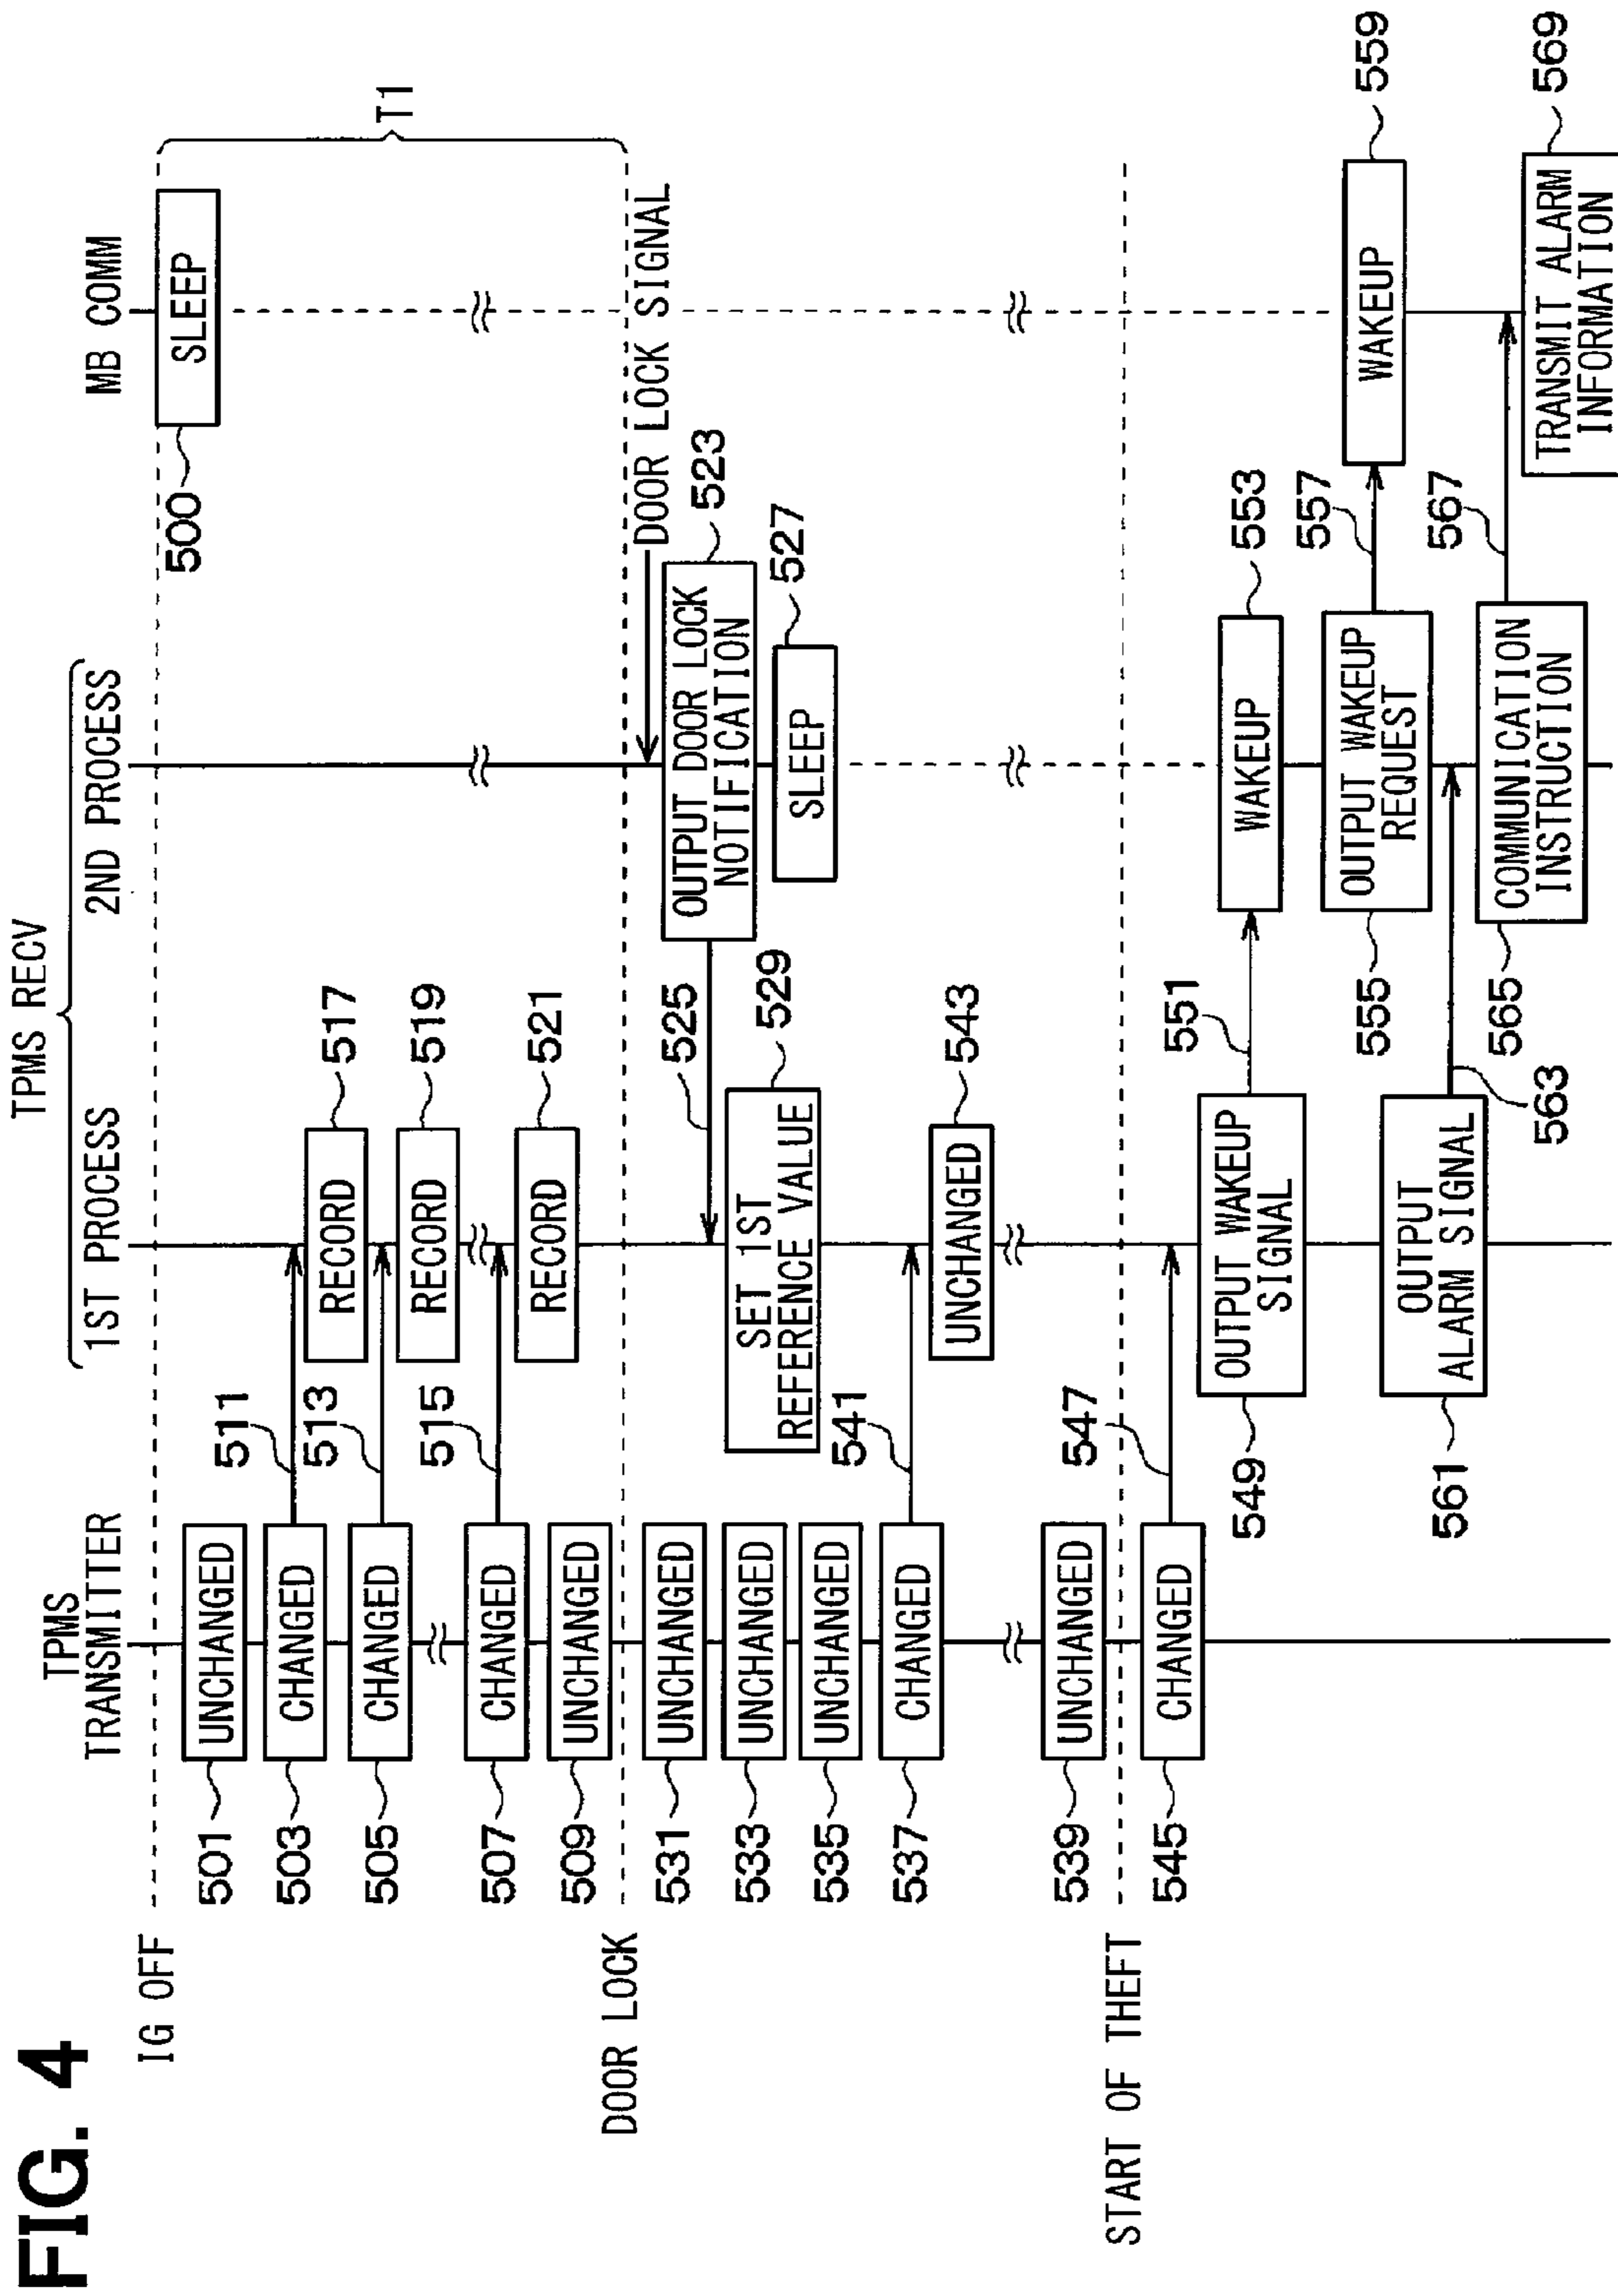 FIG. 4
TPMS
TRANSMITTER
TPMS RECV
1ST PROCESS
2ND PROCESS
MB COMM
IG OFF
500
SLEEP
T1
501
UNCHANGED
503
CHANGED
511
RECORD
517
505
CHANGED
513
RECORD
519
507
CHANGED
515
RECORD
521
509
UNCHANGED
DOOR LOCK
DOOR LOCK SIGNAL
531
UNCHANGED
OUTPUT DOOR LOCK
NOTIFICATION
523
525
533
UNCHANGED
SET 1ST
REFERENCE VALUE
529
SLEEP
527
535
UNCHANGED
537
CHANGED
541
UNCHANGED
543
539
UNCHANGED
START OF THEFT
545
CHANGED
547
549
OUTPUT WAKEUP
SIGNAL
551
WAKEUP
553
555
OUTPUT WAKEUP
REQUEST
557
WAKEUP
559
561
OUTPUT
ALARM SIGNAL
563
565
COMMUNICATION
INSTRUCTION
567
TRANSMIT ALARM
INFORMATION
569